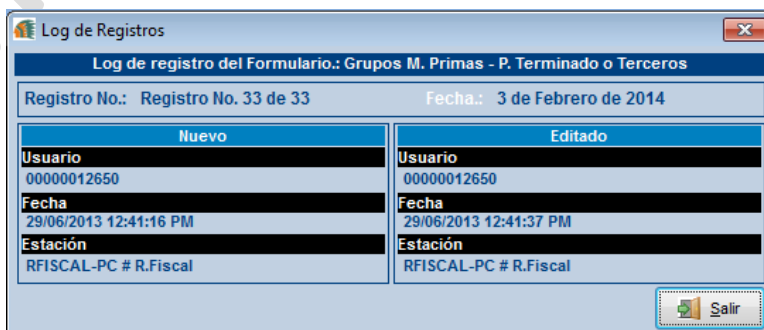 Log de Registros
Log de registro del Formulario.: Grupos M. Primas - P. Terminado o Terceros
Registro No.: Registro No. 33 de 33 Fecha.: 3 de Febrero de 2014
Nuevo Editado
Usuario Usuario
00000012650 00000012650
Fecha Fecha
29/06/2013 12:41:16 PM 29/06/2013 12:41:37 PM
Estación Estación
RFISCAL-PC # R.Fiscal RFISCAL-PC # R.Fiscal
Salir